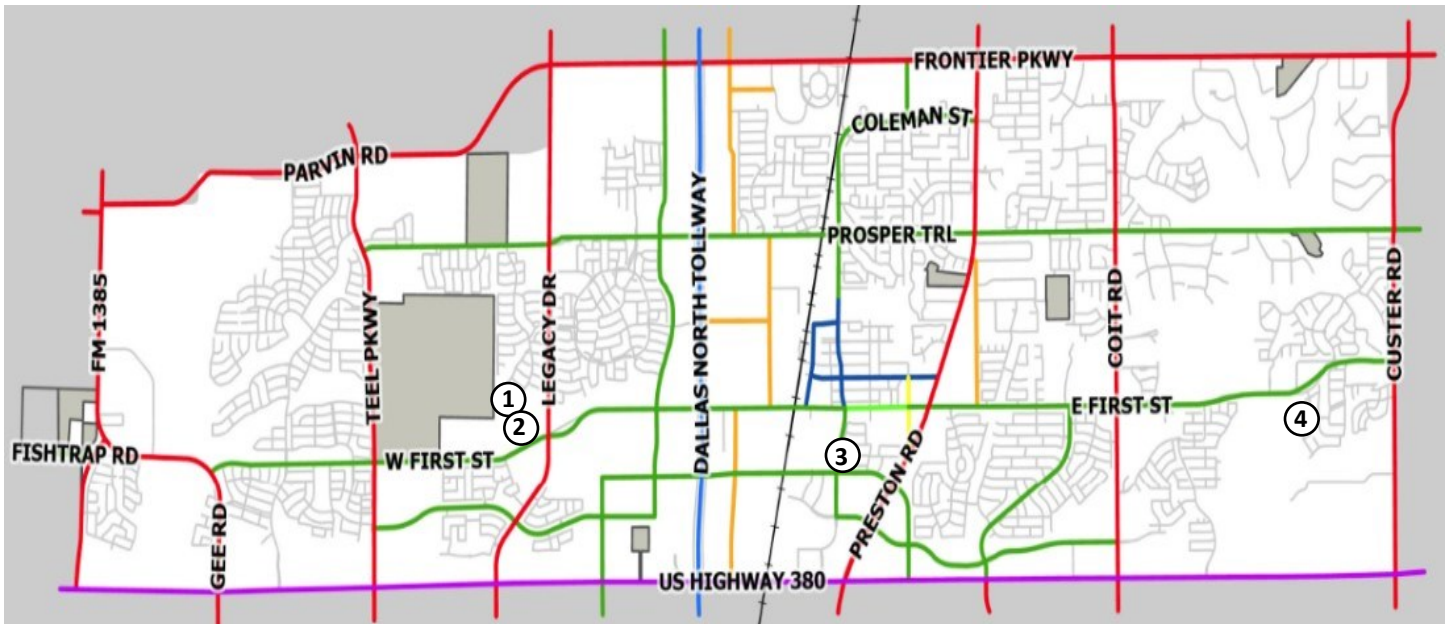 FRONTIER PKWY
COLEMAN ST
PARVIN RD
PROSPER TRL
FM 1385
TEEL PKWY
LEGACY DR
DALLAS NORTH TOLLWAY
COIT RD
CUSTER RD
1
2
E FIRST ST
4
FISHTRAP RD
W FIRST ST
3
PRESTON RD
GEE RD
US HIGHWAY 380